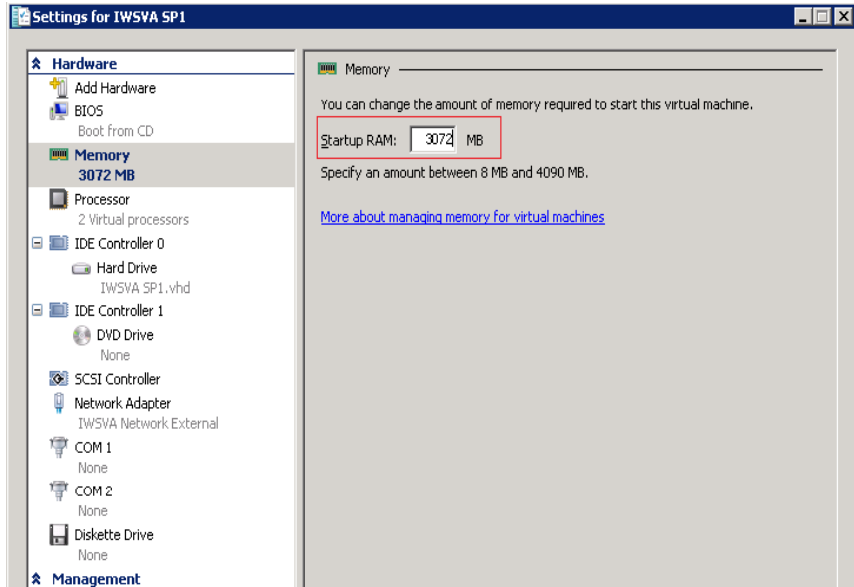 Settings for IWSVA SP1
Hardware
Add Hardware
BIOS
Boot from CD
Memory
3072 MB
Processor
2 Virtual processors
IDE Controller 0
Hard Drive
IWSVA SP1.vhd
IDE Controller 1
DVD Drive
None
SCSI Controller
Network Adapter
IWSVA Network External
COM 1
None
COM 2
None
Diskette Drive
None
Management
Memory
You can change the amount of memory required to start this virtual machine.
Startup RAM: 3072 MB
Specify an amount between 8 MB and 4090 MB.
More about managing memory for virtual machines